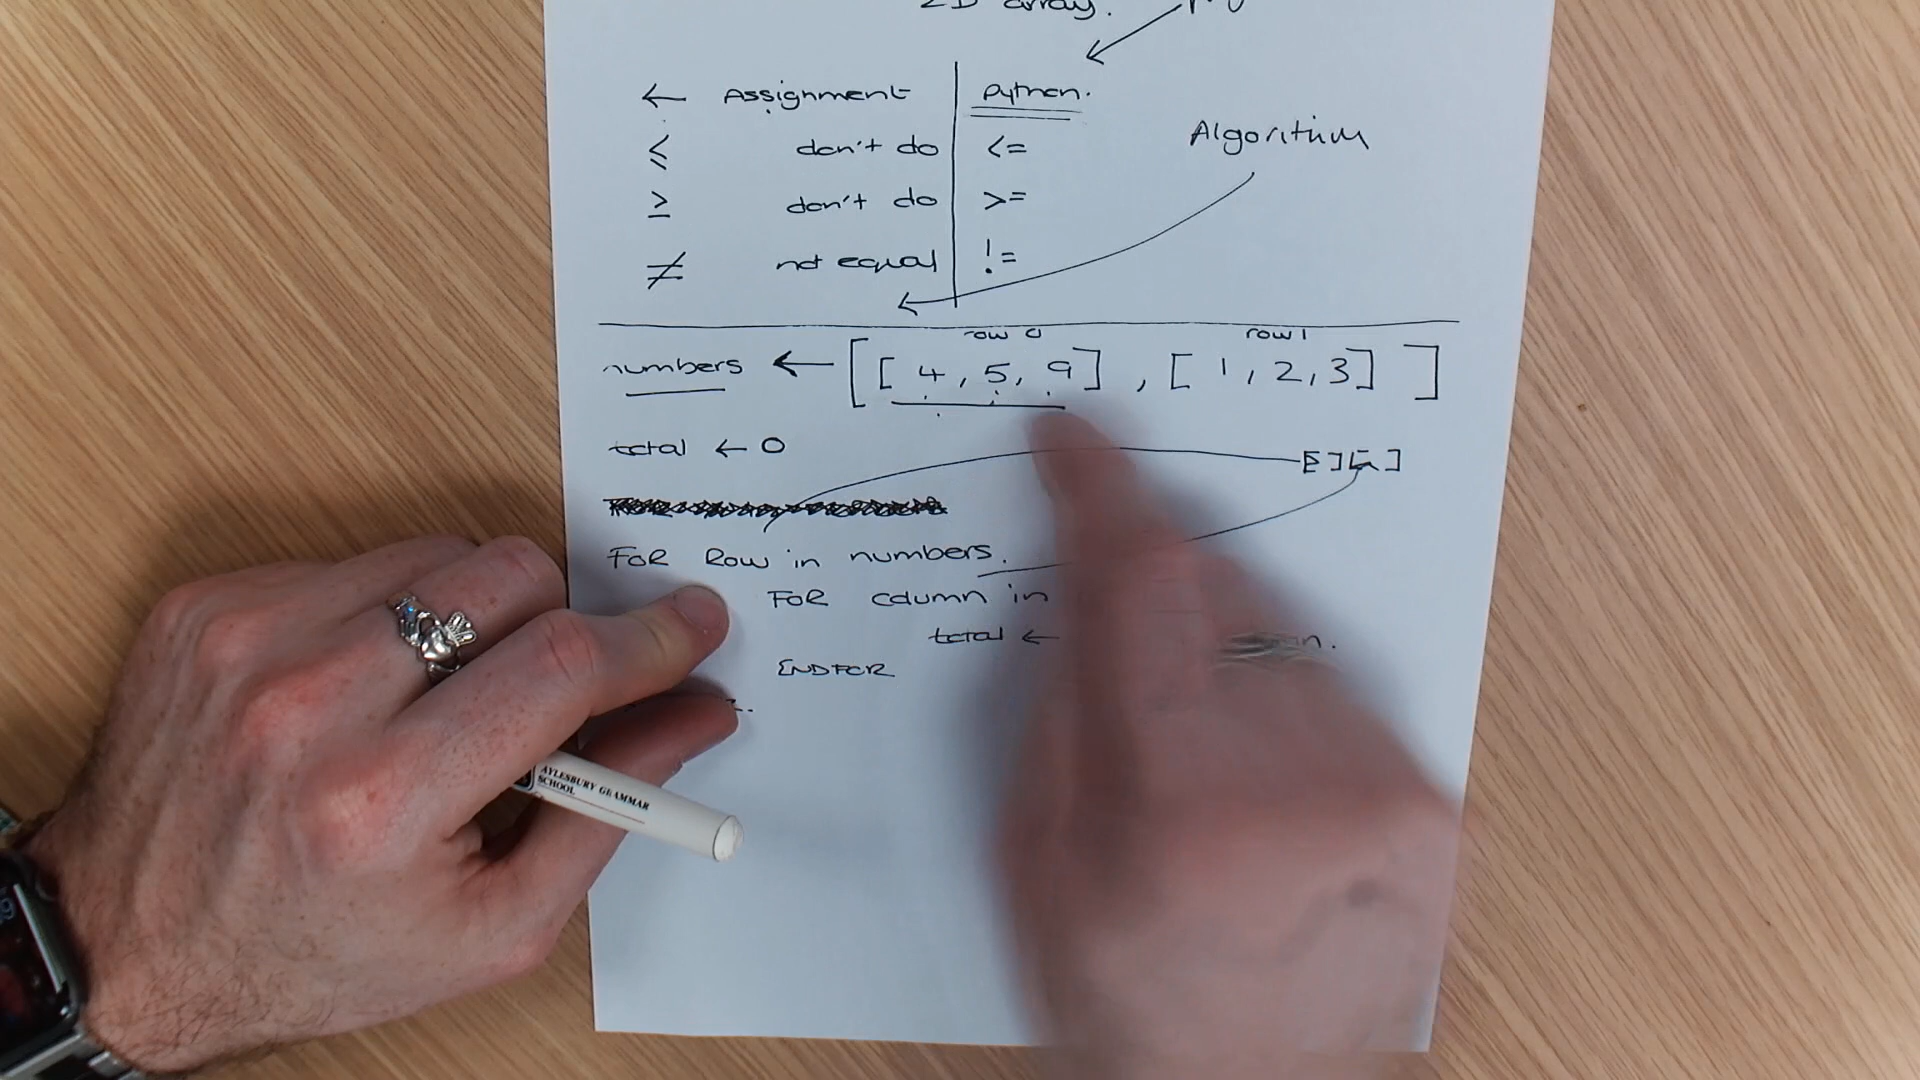 2D array.
← Assignment | Python.
≤ don't do | <=
≥ don't do | >=
≠ not equal | !=
Algorithm
row 0 row 1
numbers ← [[4, 5, 9], [1, 2, 3]]
total ← 0
FOR Row in numbers.
FOR column in
total ←
ENDFOR
AYLESBURY GRAMMAR
SCHOOL